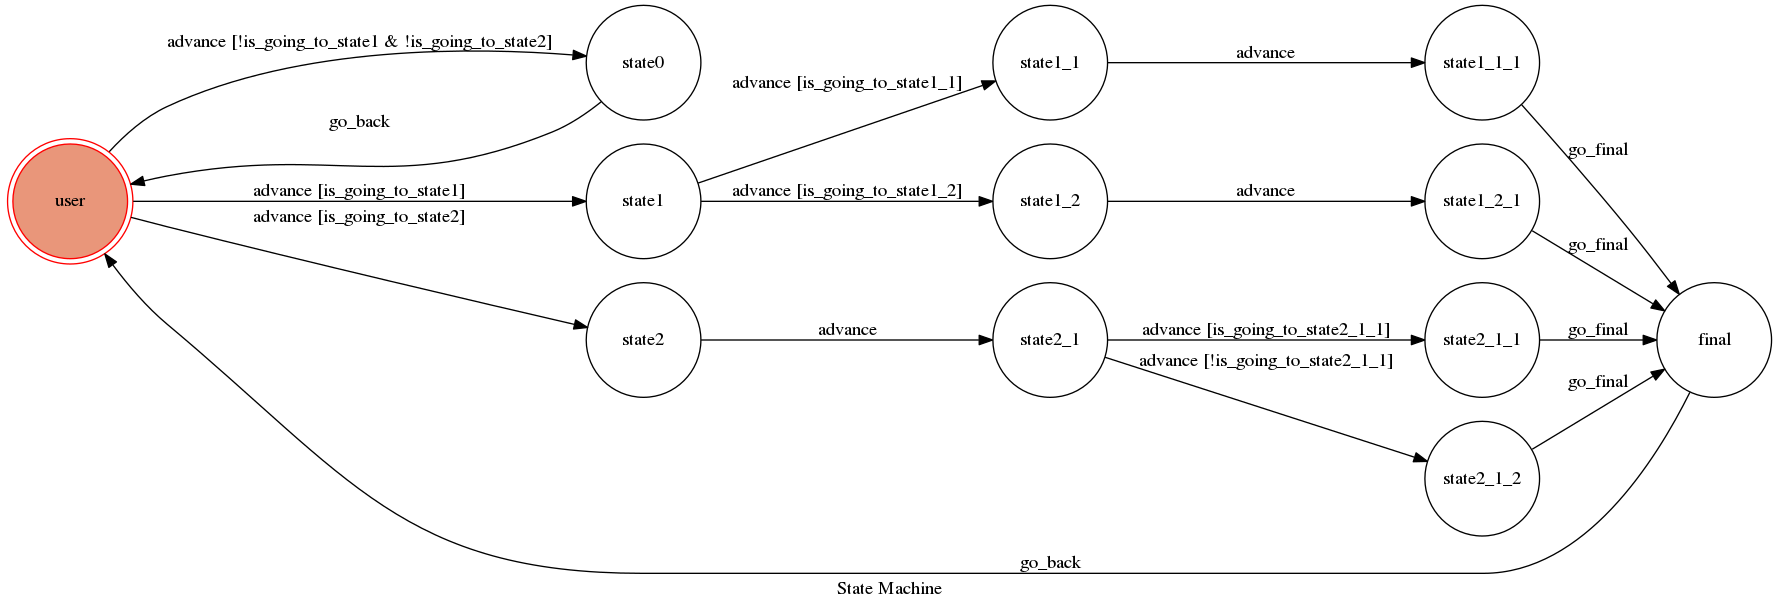 advance [!is_going_to_state1 & !is_going_to_state2]
state0
state1_1
advance
state1_1_1
advance [is_going_to_state1_1]
go_back
go_final
user
advance [is_going_to_state1]
state1
advance [is_going_to_state1_2]
state1_2
advance
state1_2_1
advance [is_going_to_state2]
go_final
state2
advance
state2_1
advance [is_going_to_state2_1_1]
state2_1_1
go_final
final
advance [!is_going_to_state2_1_1]
go_final
state2_1_2
go_back
State Machine